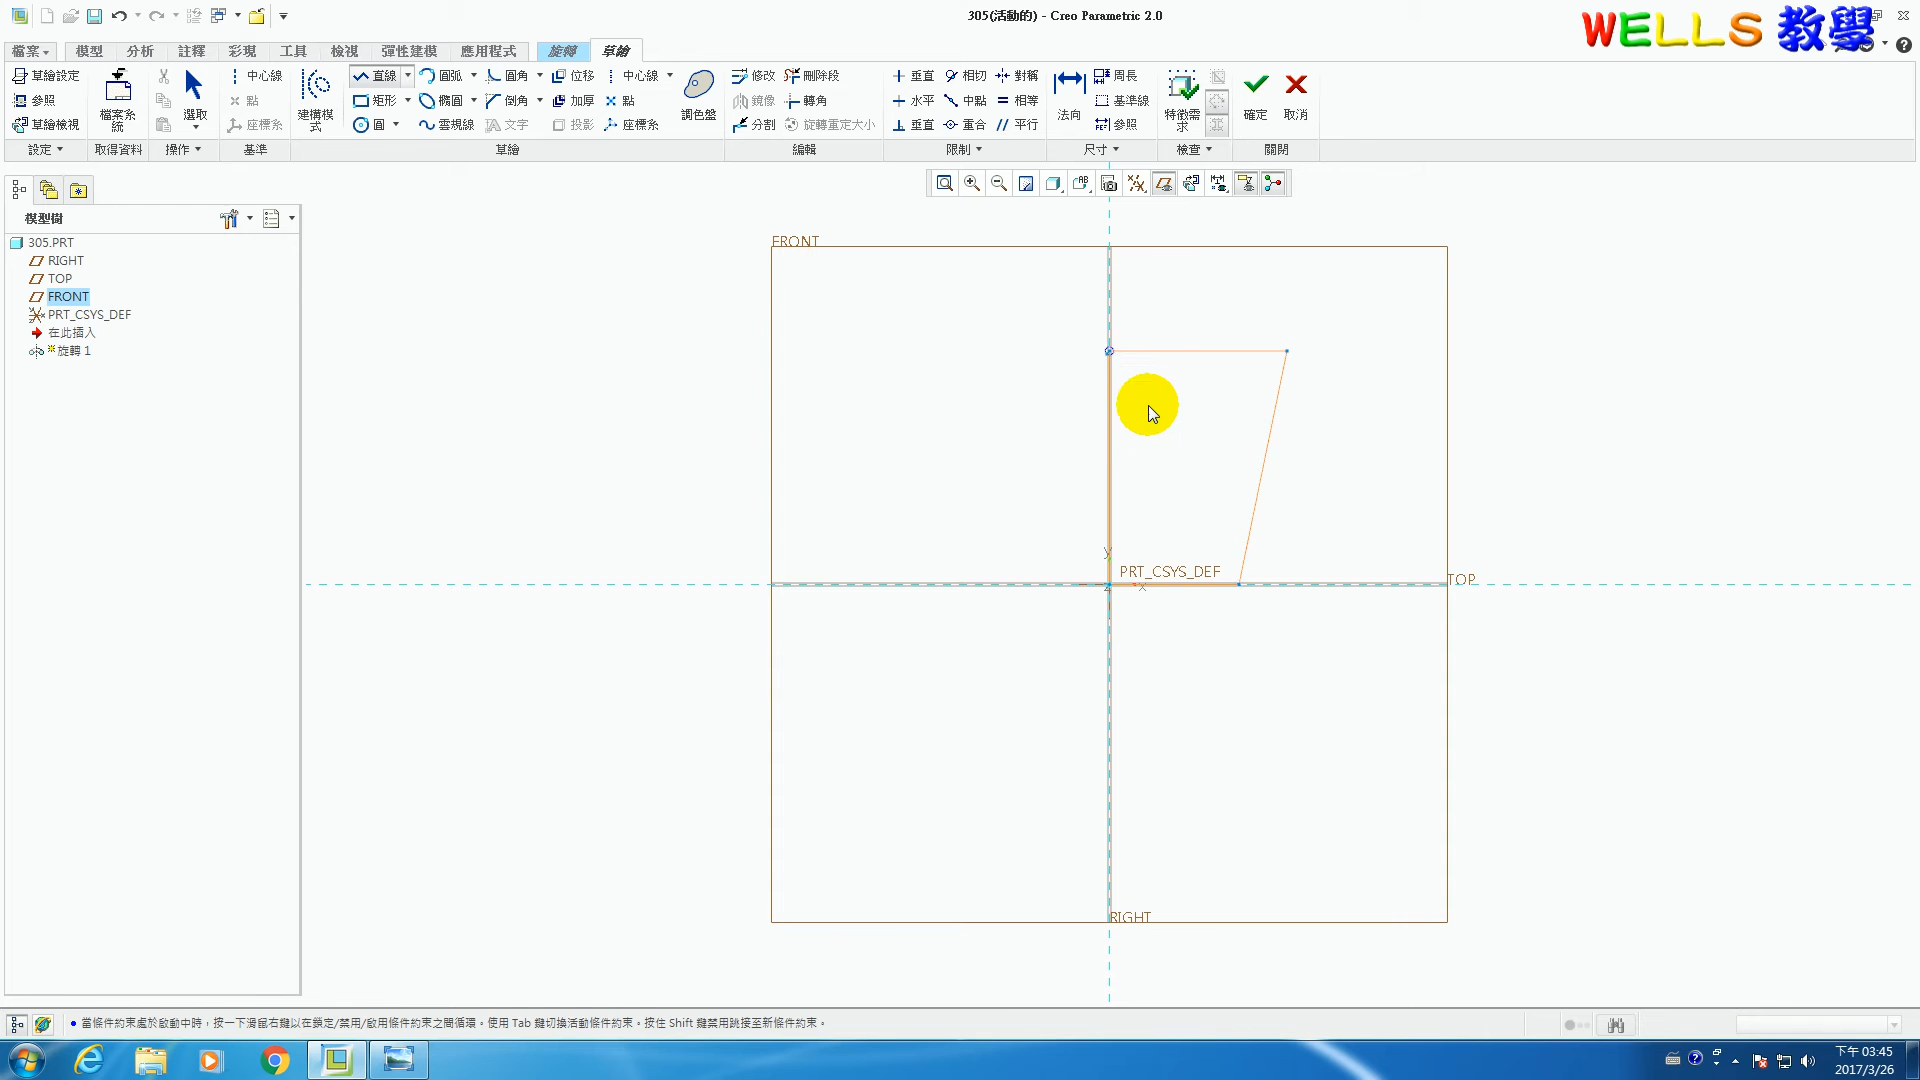 305(活動的) - Creo Parametric 2.0
WELLS 教學
檔案 模型 分析 註釋 彩現 工具 檢視 彈性建模 應用程式 旋轉 草繪
草繪設定 中心線 直線 圓弧 圓角 位移 中心線 修改 刪除段 垂直 相切 對稱 周長
參照 點 矩形 橢圓 倒角 加厚 點 鏡像 轉角 水平 中點 相等 基準線
草繪檢視 檔案系統 選取 座標系 建構模式 圓 雲規線 文字 投影 座標系 調色盤 分割 旋轉重定大小 垂直 重合 平行 法向 參照 特徵需求 確定 取消
設定 取得資料 操作 基準 草繪 編輯 限制 尺寸 檢查 關閉
模型樹
305.PRT
RIGHT
TOP
FRONT
PRT_CSYS_DEF
在此插入
旋轉 1
FRONT
Y
PRT_CSYS_DEF
X
Z
TOP
RIGHT
當條件約束處於啟動中時，按一下滑鼠右鍵以在鎖定/禁用/啟用條件約束之間循環。使用 Tab 鍵切換活動條件約束。按住 Shift 鍵禁用跳接至新條件約束。
下午 03:45
2017/3/26